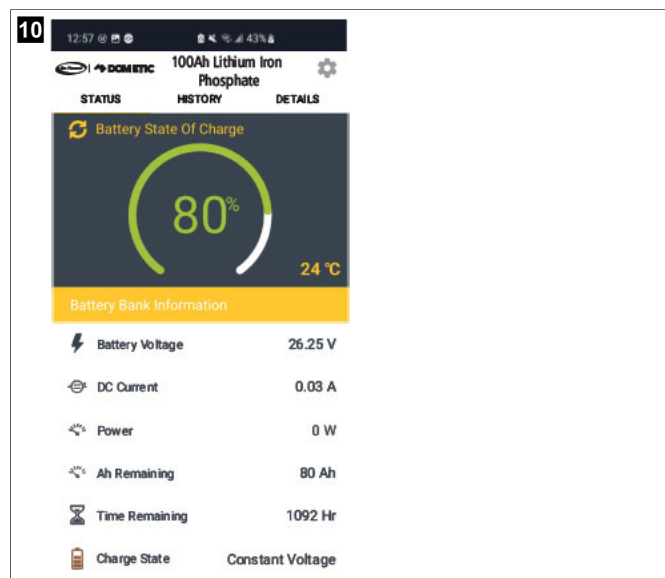 10
12:57 43%
DOMETIC 100Ah Lithium Iron
Phosphate
STATUS HISTORY DETAILS
Battery State Of Charge
80%
24 °C
Battery Bank Information
Battery Voltage 26.25 V
DC Current 0.03 A
Power 0 W
Ah Remaining 80 Ah
Time Remaining 1092 Hr
Charge State Constant Voltage